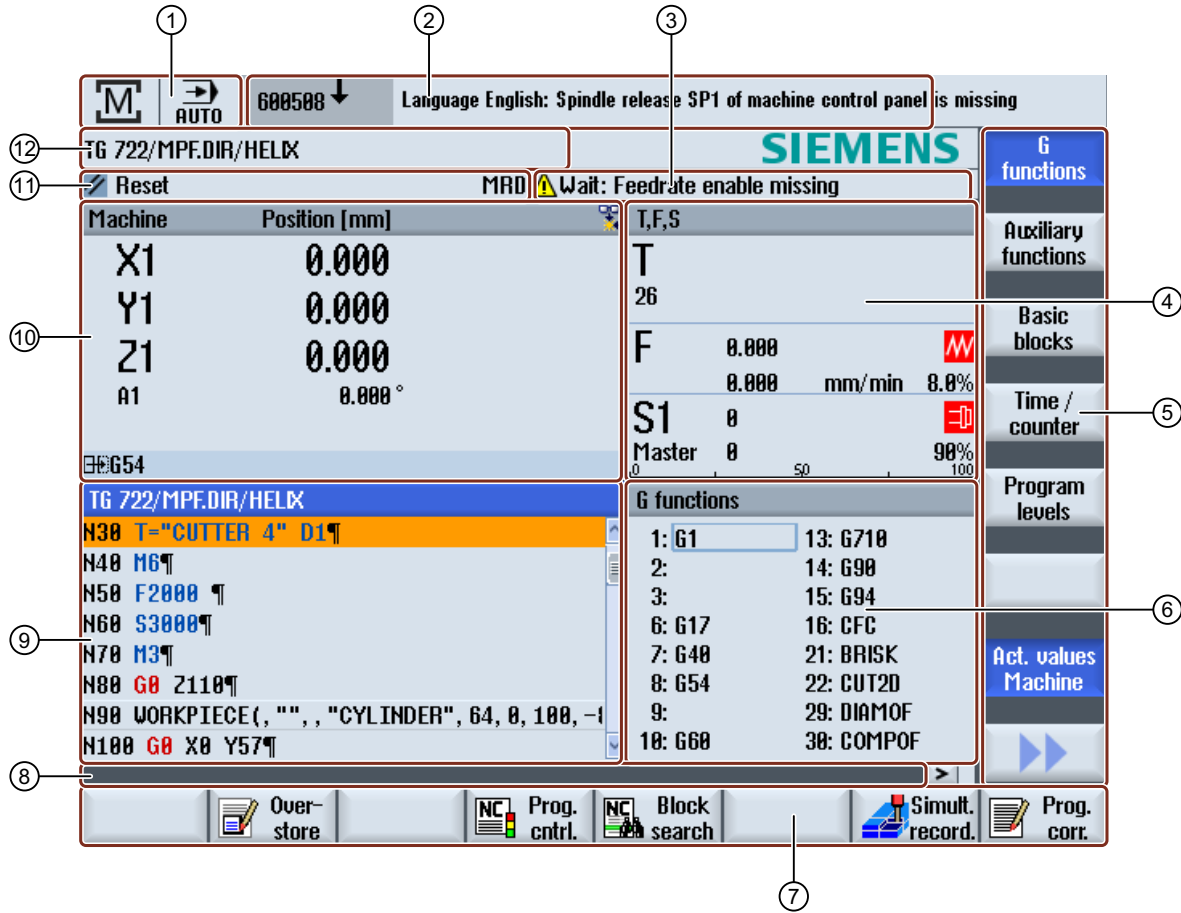 1
2
3
M
AUTO
600508
Language English: Spindle release SP1 of machine control panel is missing
12
TG 722/MPF.DIR/HELIX
SIEMENS
11
Reset
MRD
Wait: Feedrate enable missing
10
Machine Position [mm]
X1 0.000
Y1 0.000
Z1 0.000
A1 0.000 °
G54
T,F,S
T
26
F 0.000
0.000 mm/min 8.0%
S1 0
Master 0 90%
0 50 100
4
9
TG 722/MPF.DIR/HELIX
N30 T="CUTTER 4" D1¶
N40 M6¶
N50 F2000 ¶
N60 S3000¶
N70 M3¶
N80 G0 Z110¶
N90 WORKPIECE(,"",,"CYLINDER",64,0,100,-8
N100 G0 X0 Y57¶
G functions
1: G1 13: G710
2: 14: G90
3: 15: G94
6: G17 16: CFC
7: G40 21: BRISK
8: G54 22: CUT2D
9: 29: DIAMOF
10: G60 30: COMPOF
6
G
functions
Auxiliary
functions
Basic
blocks
Time /
counter
5
Program
levels
Act. values
Machine
8
>
Over-
store
NC
Prog.
cntrl.
NC
Block
search
Simult.
record.
Prog.
corr.
7